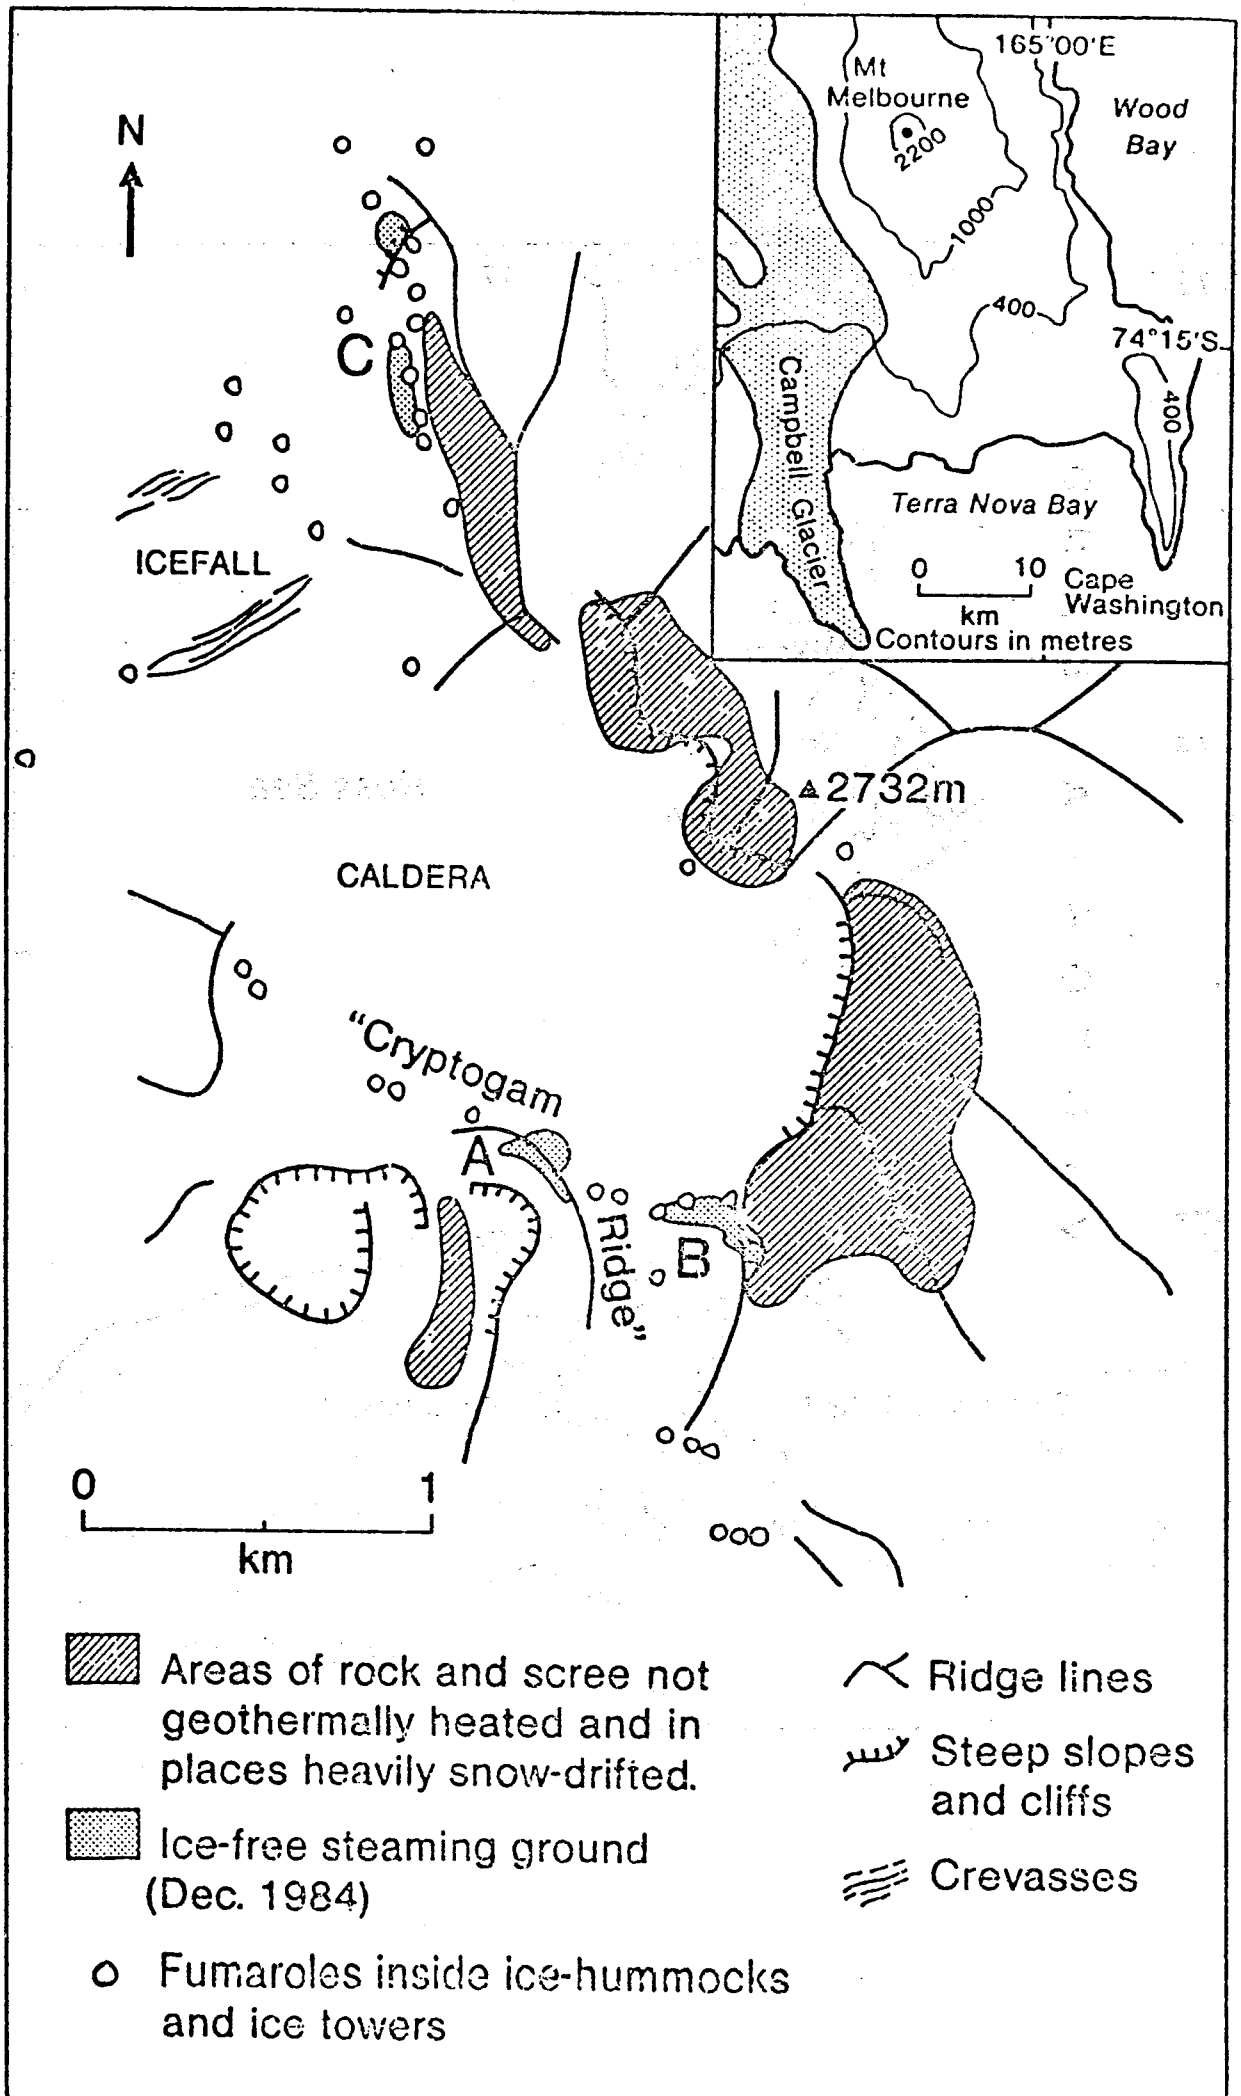 N
C
ICEFALL
CALDERA
2732m
"Cryptogam
Ridge"
A
B
0 1
km
165°00'E
Mt
Melbourne
2200
Wood
Bay
1000
400
74°15'S
400
Campbell Glacier
Terra Nova Bay
0 10
km
Cape
Washington
Contours in metres
Areas of rock and scree not
geothermally heated and in
places heavily snow-drifted.
Ice-free steaming ground
(Dec. 1984)
Fumaroles inside ice-hummocks
and ice towers
Ridge lines
Steep slopes
and cliffs
Crevasses